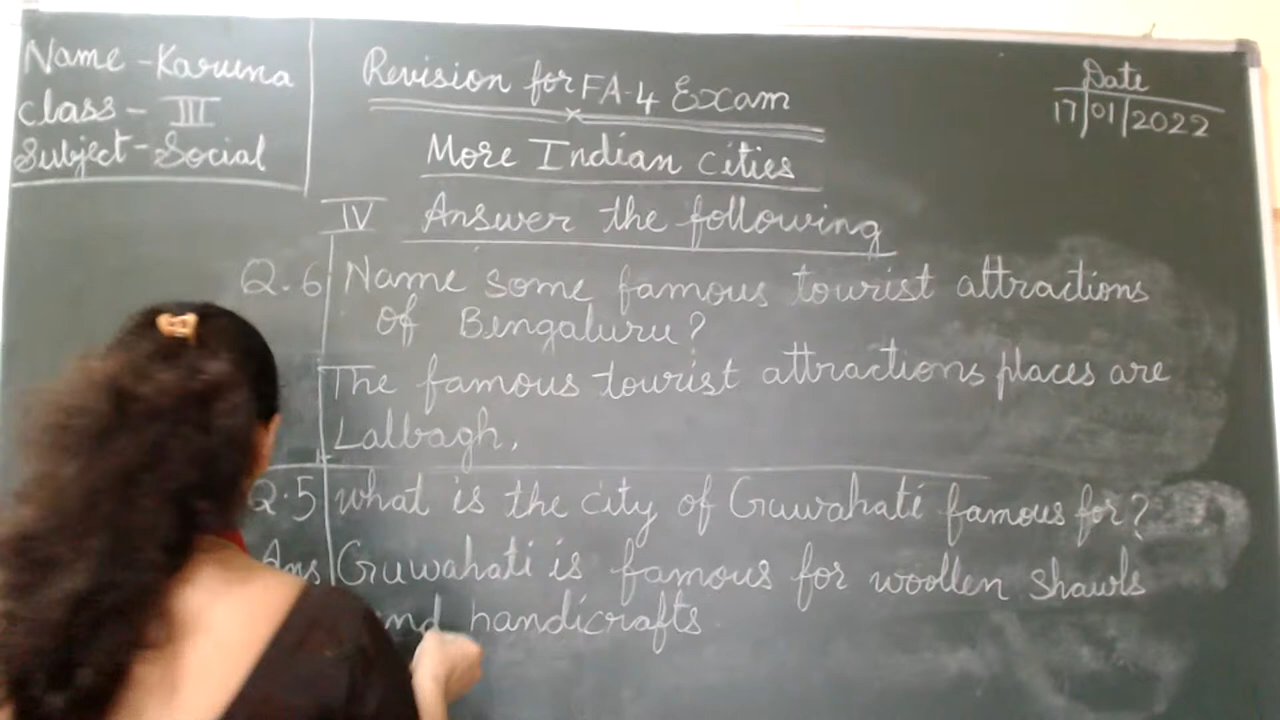 Name - Karuna
Class - III
Subject - Social
Revision for FA-4 Exam
Date
17/01/2022
More Indian cities
IV Answer the following
Q.6 Name some famous tourist attractions
of Bengaluru?
The famous tourist attractions places are
Lalbagh,
Q.5 what is the city of Guwahati famous for?
Ans Guwahati is famous for woollen shawls
and handicrafts